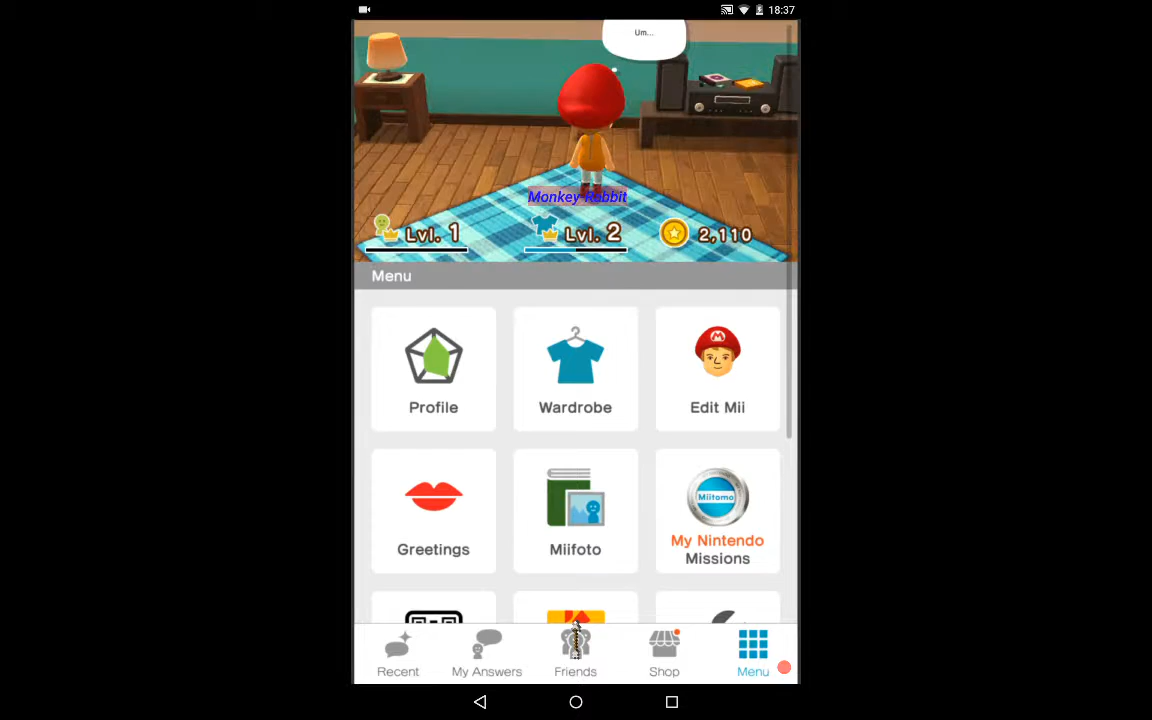 18:37
Um...
Monkey-Rabbit
Lvl. 1
Lvl. 2
2,110
Menu
Profile
Wardrobe
M
Edit Mii
Greetings
Miifoto
Miitomo
My Nintendo
Missions
Recent
My Answers
Friends
Shop
Menu